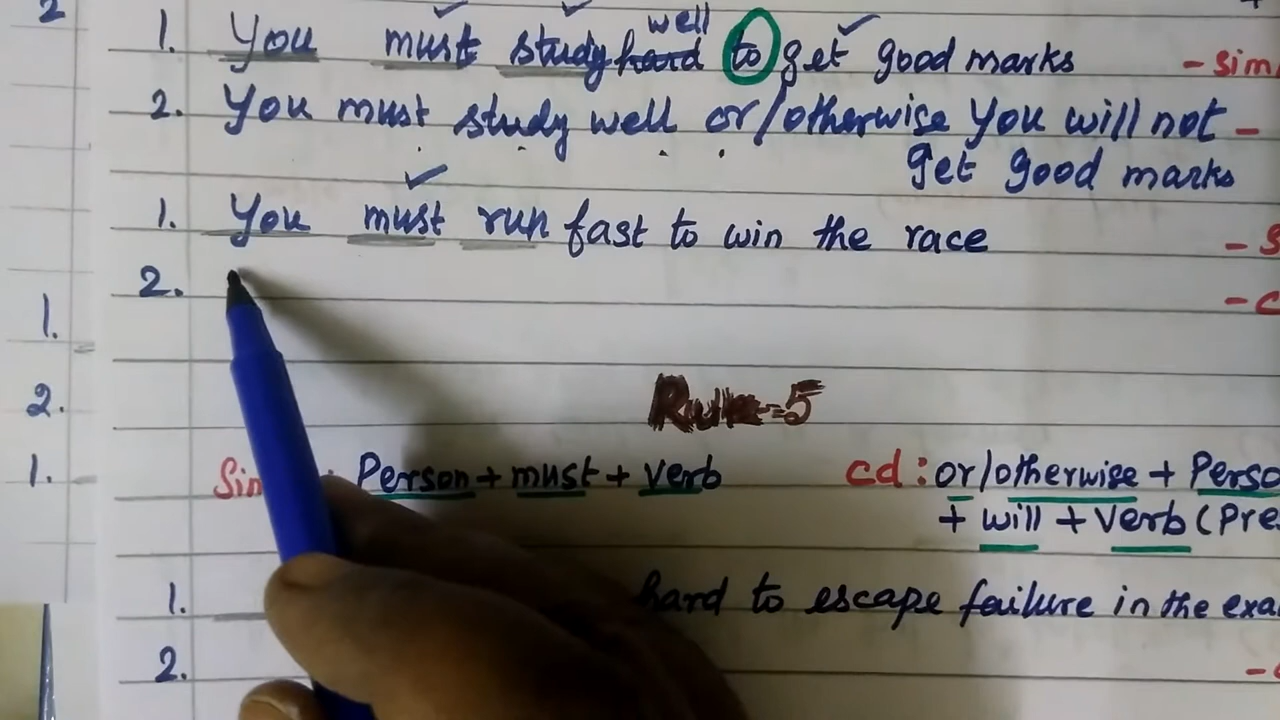 2
1. You must study hard well to get good marks - sim
2. You must study well or/otherwise you will not -
get good marks
1. You must run fast to win the race - S
2. - C
1.
2.
Rule-5
1. Sim : Person + must + verb cd : or/otherwise + Perso
+ will + verb (Pre
1. hard to escape failure in the exa
2. -